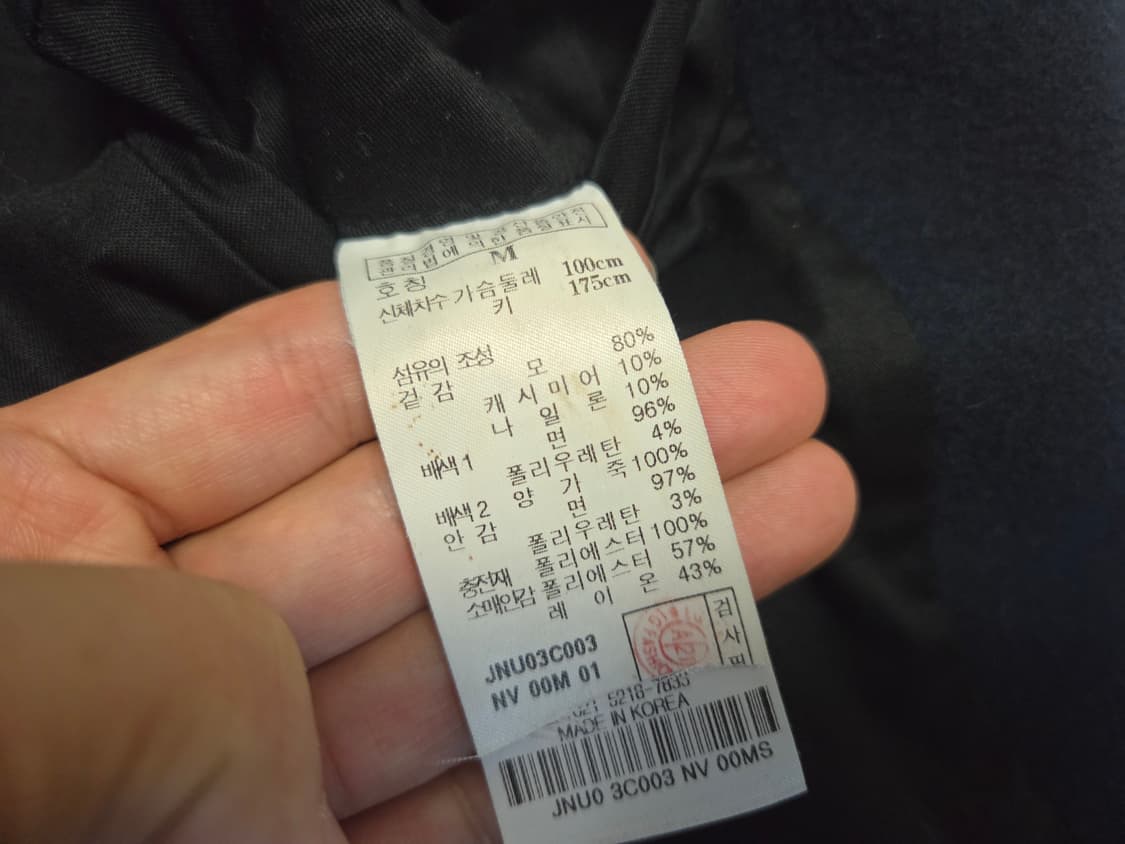 품질경영 및 공산품안전
관리법에 의한 품질표시
호칭 M
신체치수 가슴둘레 100cm
키 175cm
섬유의 조성
겉감 모 80%
캐시미어 10%
나일론 10%
배색1 면 96%
폴리우레탄 4%
배색2 양가죽 100%
안감 면 97%
폴리우레탄 3%
충전재 폴리에스터 100%
소매안감 폴리에스터 57%
레이온 43%
JNU03C003
NV 00M 01
검사
5216-7833
MADE IN KOREA
JNU0 3C003 NV 00MS